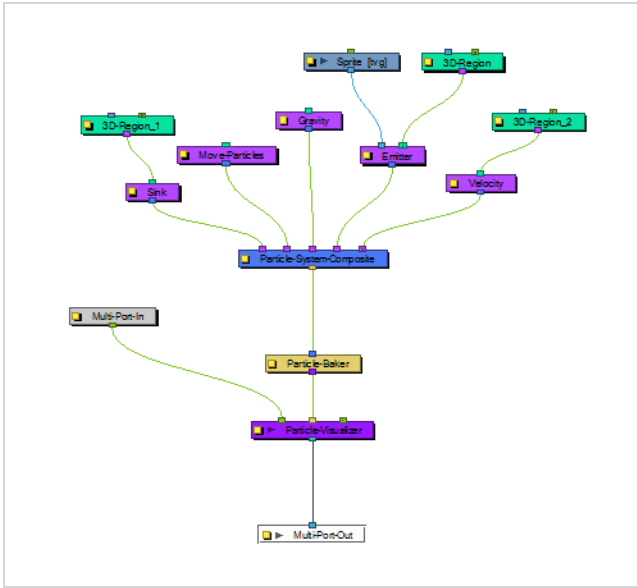 Sprite [tvg]
3D-Region
3D-Region_1
Gravity
3D-Region_2
Move-Particles
Emitter
Sink
Velocity
Particle-System-Composite
Multi-Port-In
Particle-Baker
Particle-Visualizer
Multi-Port-Out